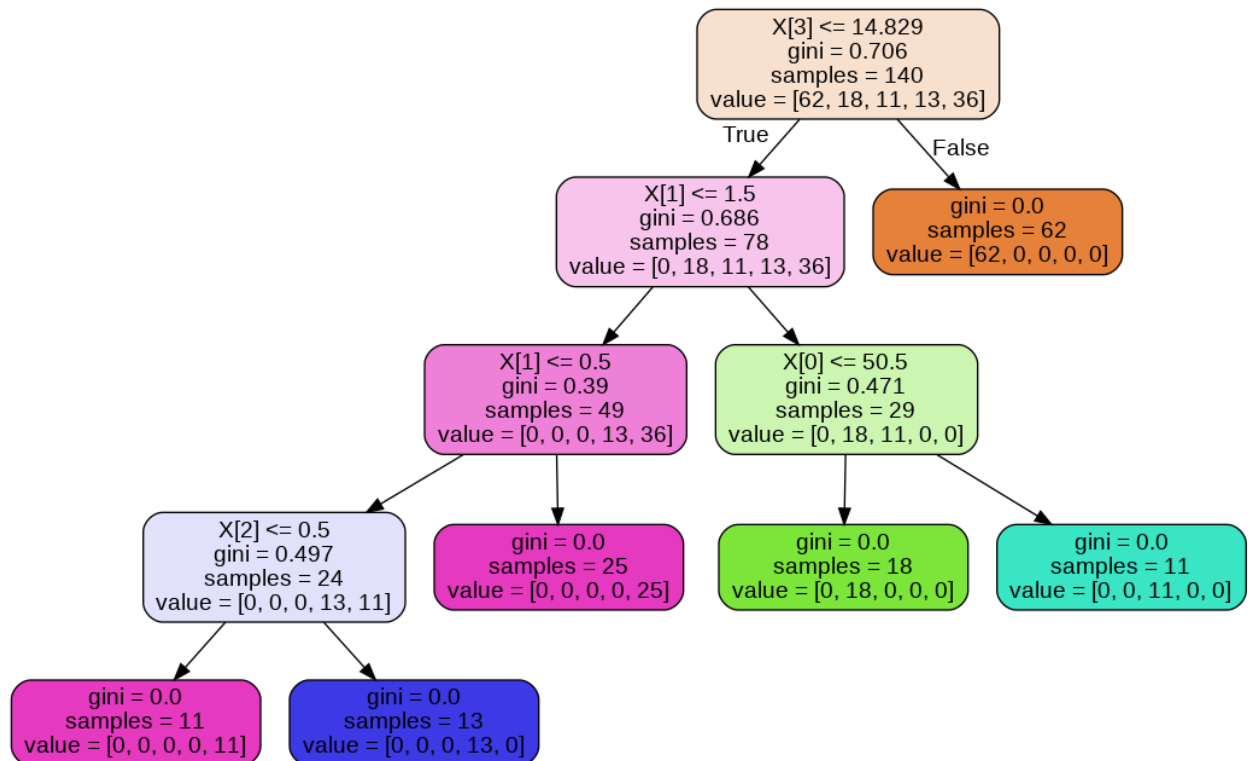 X[3] <= 14.829
gini = 0.706
samples = 140
value = [62, 18, 11, 13, 36]
True
False
X[1] <= 1.5
gini = 0.686
samples = 78
value = [0, 18, 11, 13, 36]
gini = 0.0
samples = 62
value = [62, 0, 0, 0, 0]
X[1] <= 0.5
gini = 0.39
samples = 49
value = [0, 0, 0, 13, 36]
X[0] <= 50.5
gini = 0.471
samples = 29
value = [0, 18, 11, 0, 0]
X[2] <= 0.5
gini = 0.497
samples = 24
value = [0, 0, 0, 13, 11]
gini = 0.0
samples = 25
value = [0, 0, 0, 0, 25]
gini = 0.0
samples = 18
value = [0, 18, 0, 0, 0]
gini = 0.0
samples = 11
value = [0, 0, 11, 0, 0]
gini = 0.0
samples = 11
value = [0, 0, 0, 0, 11]
gini = 0.0
samples = 13
value = [0, 0, 0, 13, 0]